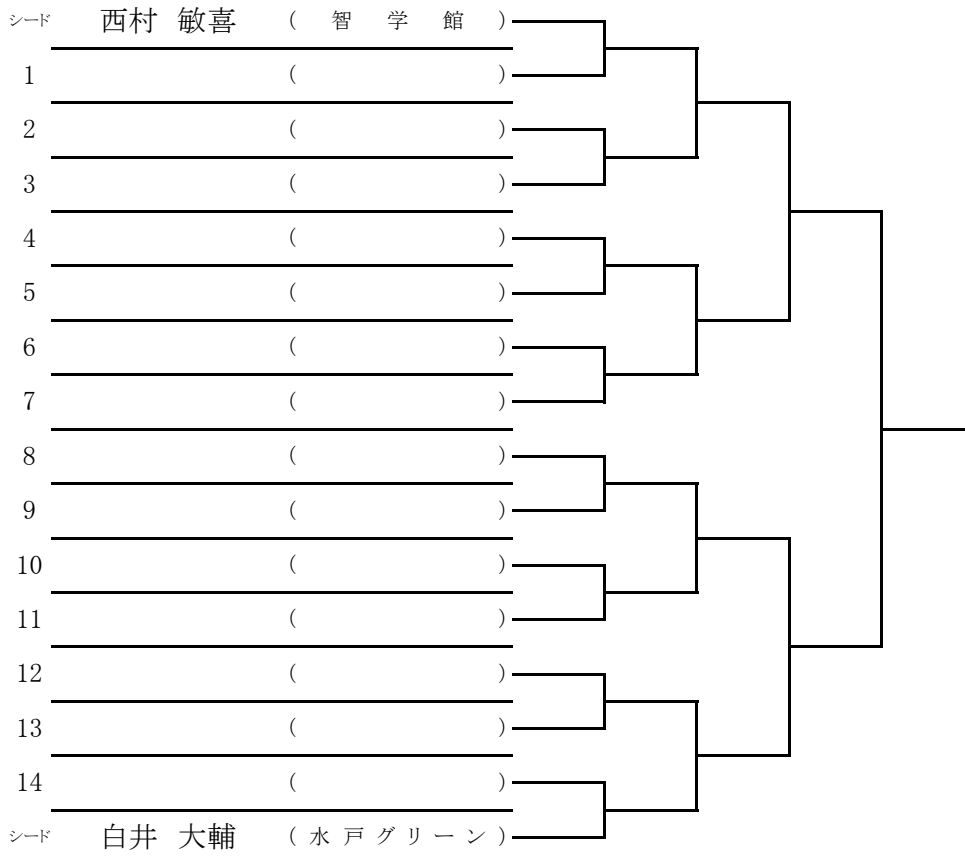 シード 西村 敏喜 ( 智 学 館 )
1 ( )
2 ( )
3 ( )
4 ( )
5 ( )
6 ( )
7 ( )
8 ( )
9 ( )
10 ( )
11 ( )
12 ( )
13 ( )
14 ( )
シード 白井 大輔 ( 水 戸 グ リ ー ン )